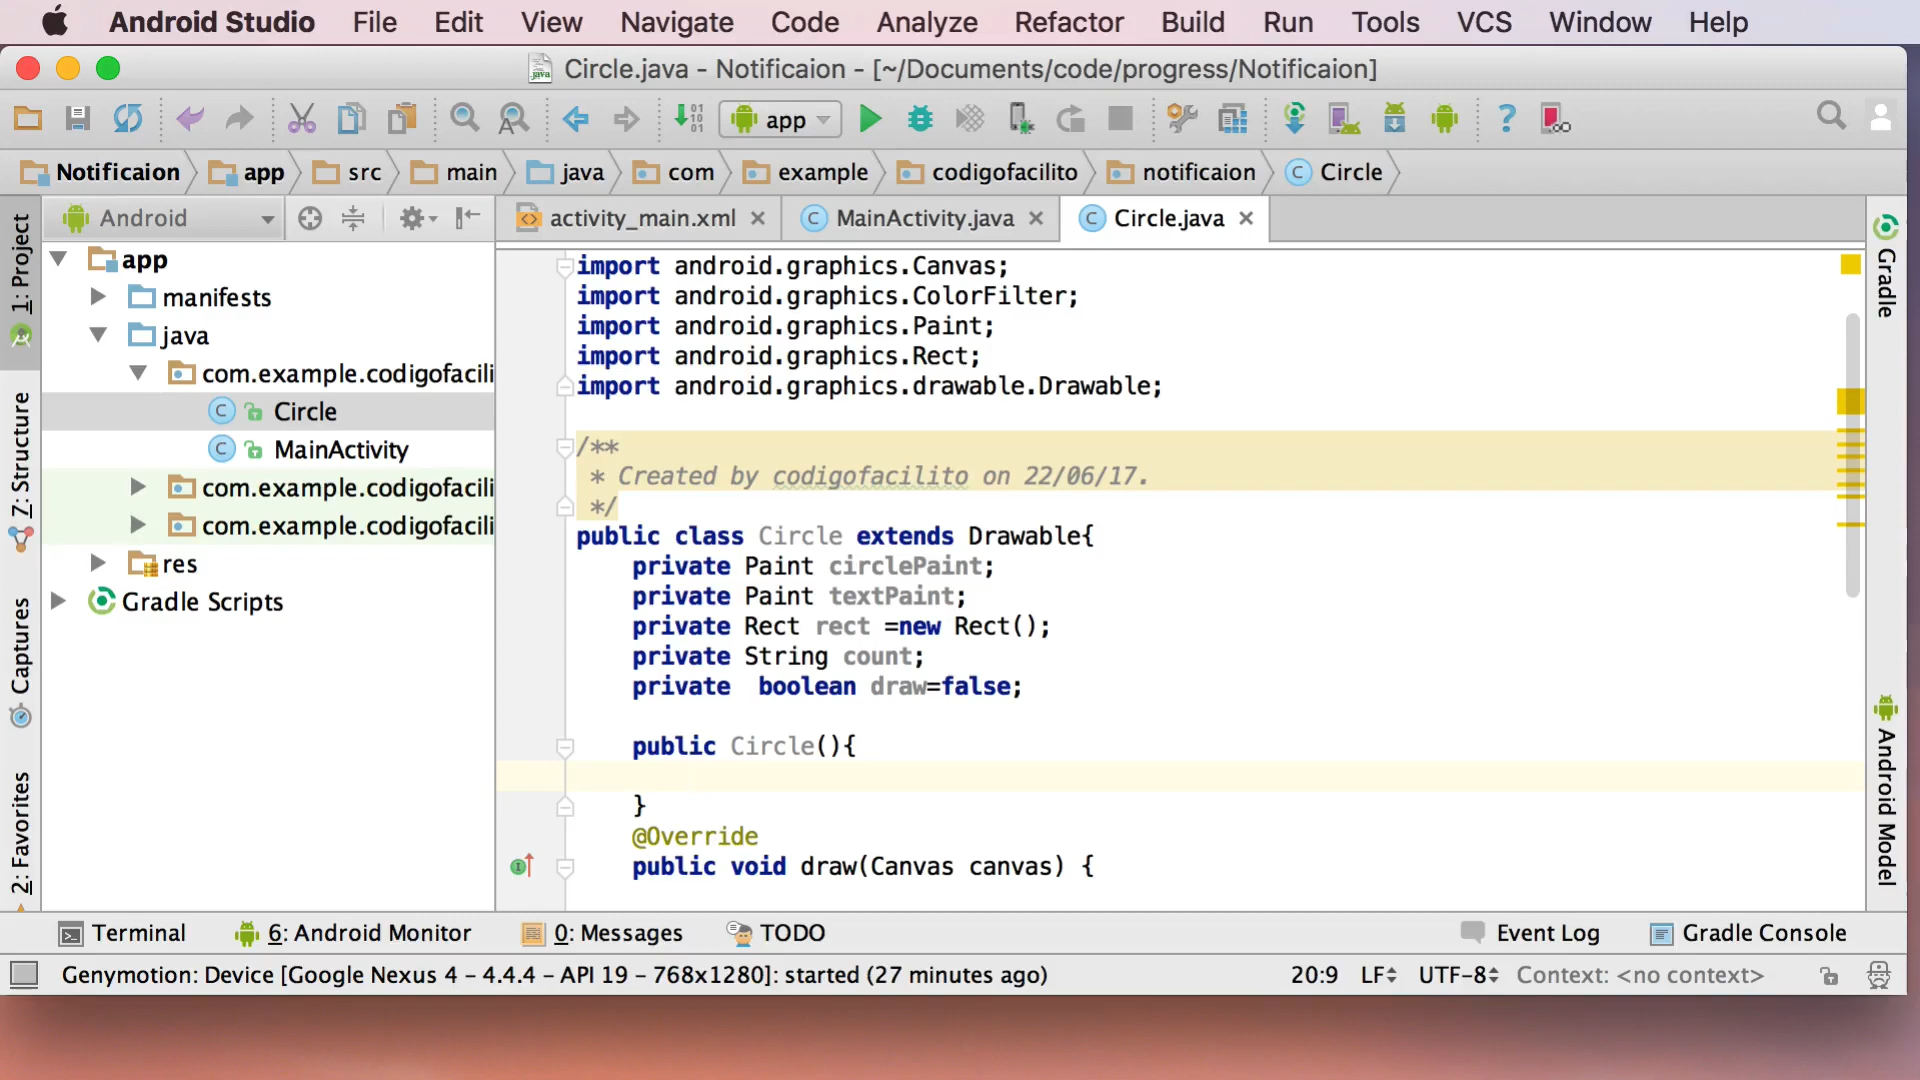 Android Studio File Edit View Navigate Code Analyze Refactor Build Run Tools VCS Window Help
Circle.java - Notificaion - [~/Documents/code/progress/Notificaion]
app
Notificaion app src main java com example codigofacilito notificaion Circle
Android
activity_main.xml MainActivity.java Circle.java
1: Project
Z: Structure
Captures
2: Favorites
app
manifests
java
com.example.codigofacili
Circle
MainActivity
com.example.codigofacili
com.example.codigofacili
res
Gradle Scripts
import android.graphics.Canvas;
import android.graphics.ColorFilter;
import android.graphics.Paint;
import android.graphics.Rect;
import android.graphics.drawable.Drawable;
/**
* Created by codigofacilito on 22/06/17.
*/
public class Circle extends Drawable{
private Paint circlePaint;
private Paint textPaint;
private Rect rect =new Rect();
private String count;
private  boolean draw=false;
public Circle(){
}
@Override
public void draw(Canvas canvas) {
Gradle
Android Model
Terminal 6: Android Monitor 0: Messages TODO Event Log Gradle Console
Genymotion: Device [Google Nexus 4 - 4.4.4 - API 19 - 768x1280]: started (27 minutes ago) 20:9 LF UTF-8 Context: <no context>